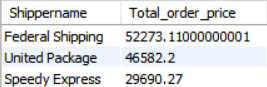 Shippername Total_order_price
Federal Shipping 52273.11000000001
United Package 46582.2
Speedy Express 29690.27